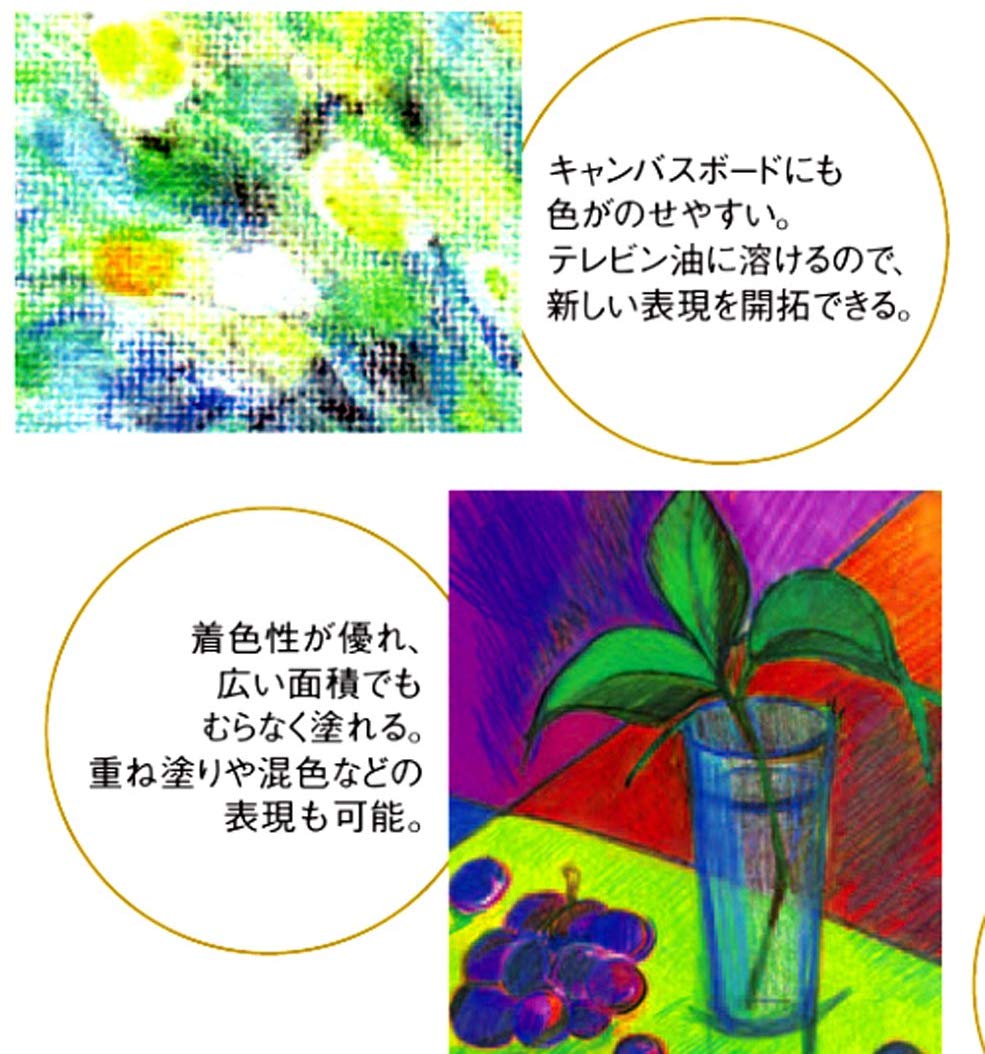 キャンバスボードにも
色がのせやすい。
テレビン油に溶けるので、
新しい表現を開拓できる。
着色性が優れ、
広い面積でも
むらなく塗れる。
重ね塗りや混色などの
表現も可能。